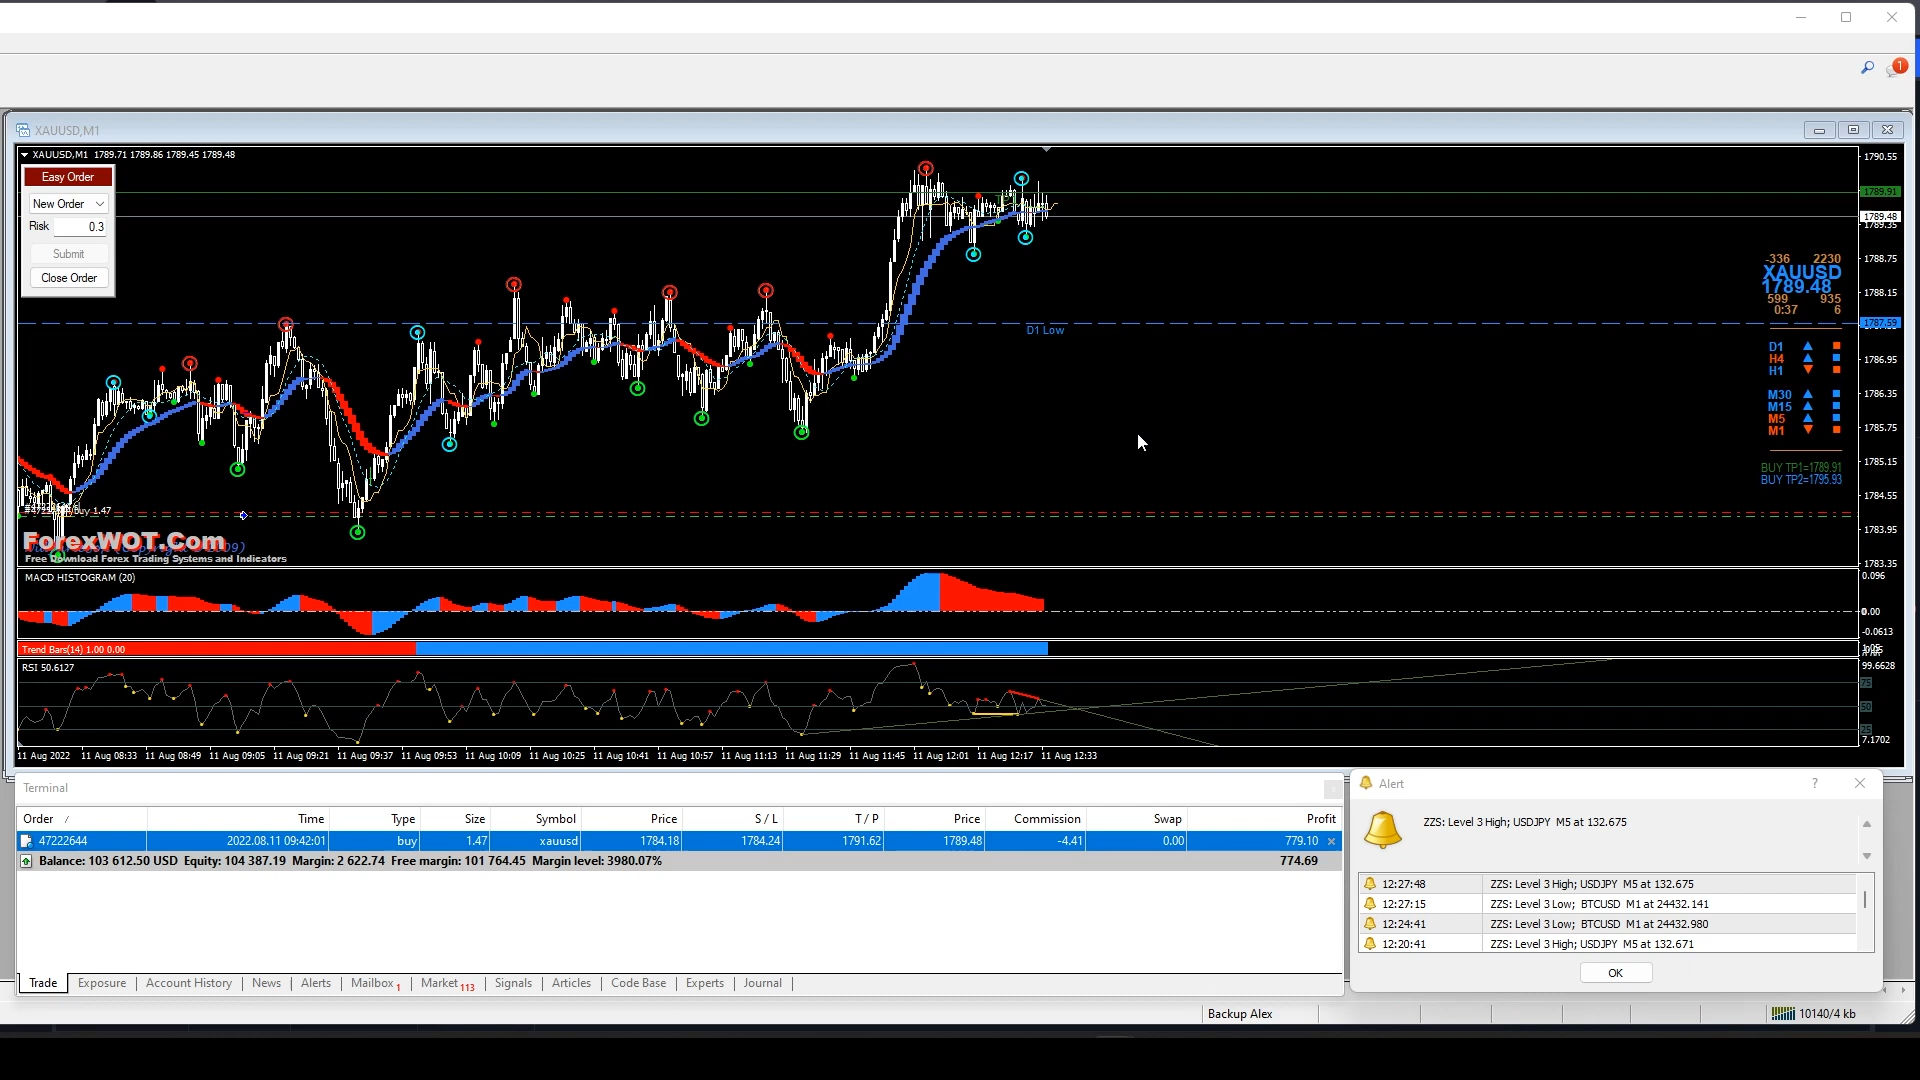 1
XAUUSD,M1
XAUUSD,M1 1789.71 1789.86 1789.45 1789.48
Easy Order
New Order
Risk 0.3
Submit
Close Order
1790.55
1789.91
1789.48
1789.35
1788.75
1788.15
1787.59
1786.95
1786.35
1785.75
1785.15
1784.55
1783.95
1783.35
D1 Low
-336 2230
XAUUSD
1789.48
599 935
0:37 6
D1
H4
H1
M30
M15
M5
M1
BUY TP1=1789.91
BUY TP2=1795.93
buy 1.47
ForexWOT.Com
Free Download Forex Trading Systems and Indicators
MACD HISTOGRAM (20)
0.096
0.00
-0.0613
Trend Bars(14) 1.00 0.00
RSI 50.6127
99.6628
75
50
25
7.1702
11 Aug 2022 11 Aug 08:33 11 Aug 08:49 11 Aug 09:05 11 Aug 09:21 11 Aug 09:37 11 Aug 09:53 11 Aug 10:09 11 Aug 10:25 11 Aug 10:41 11 Aug 10:57 11 Aug 11:13 11 Aug 11:29 11 Aug 11:45 11 Aug 12:01 11 Aug 12:17 11 Aug 12:33
Terminal
Order / Time Type Size Symbol Price S / L T / P Price Commission Swap Profit
47222644 2022.08.11 09:42:01 buy 1.47 xauusd 1784.18 1784.24 1791.62 1789.48 -4.41 0.00 779.10
Balance: 103 612.50 USD Equity: 104 387.19 Margin: 2 622.74 Free margin: 101 764.45 Margin level: 3980.07% 774.69
Trade Exposure Account History News Alerts Mailbox 1 Market 113 Signals Articles Code Base Experts Journal
Alert ?
ZZS: Level 3 High; USDJPY M5 at 132.675
12:27:48 ZZS: Level 3 High; USDJPY M5 at 132.675
12:27:15 ZZS: Level 3 Low; BTCUSD M1 at 24432.141
12:24:41 ZZS: Level 3 Low; BTCUSD M1 at 24432.980
12:20:41 ZZS: Level 3 High; USDJPY M5 at 132.671
OK
Backup Alex
10140/4 kb